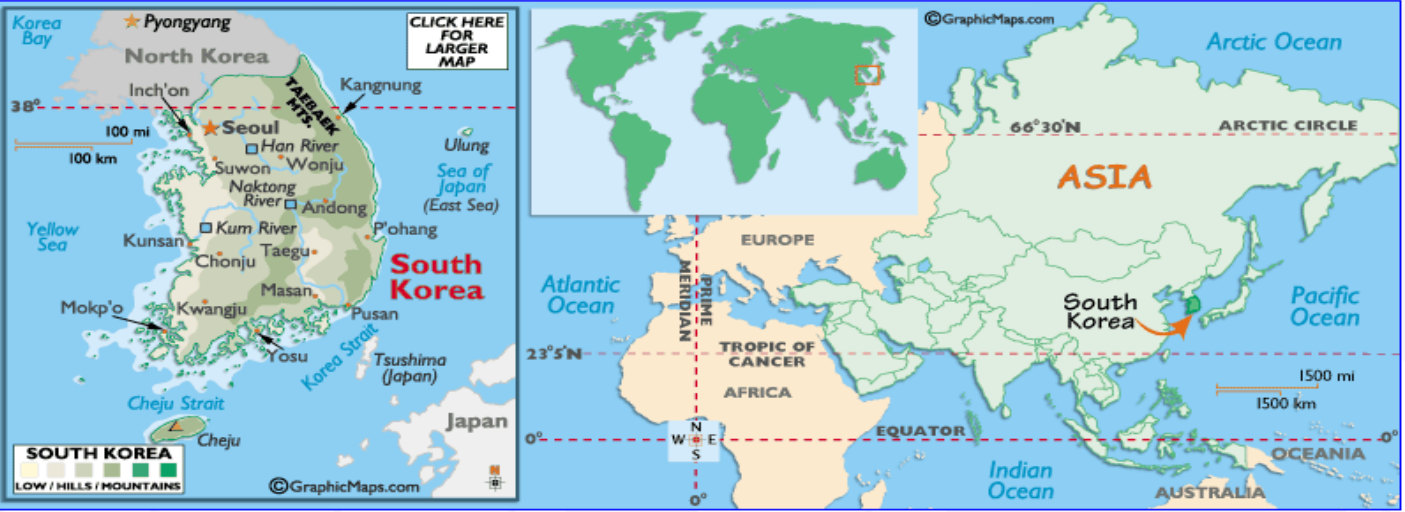 Korea
Bay
Pyongyang
CLICK HERE
FOR
LARGER
MAP
North Korea
Inch'on
TAEBAEK
MTS.
Kangnung
38°
100 mi
100 km
Seoul
Han River
Ulung
Suwon
Wonju
Sea of
Japan
(East Sea)
Naktong
River
Andong
Yellow
Sea
Kum River
Kunsan
P'ohang
Taegu
Chonju
South
Korea
Masan
Mokp'o
Kwangju
Pusan
Yosu
Korea Strait
Tsushima
(Japan)
Cheju Strait
Cheju
Japan
SOUTH KOREA
LOW / HILLS / MOUNTAINS
N
©GraphicMaps.com
©GraphicMaps.com
Arctic Ocean
66°30'N
ARCTIC CIRCLE
ASIA
EUROPE
Atlantic
Ocean
PRIME
MERIDIAN
South
Korea
Pacific
Ocean
23°5'N
TROPIC OF
CANCER
AFRICA
1500 mi
1500 km
N
W E
S
0°
EQUATOR
0°
OCEANIA
Indian
Ocean
AUSTRALIA
0°